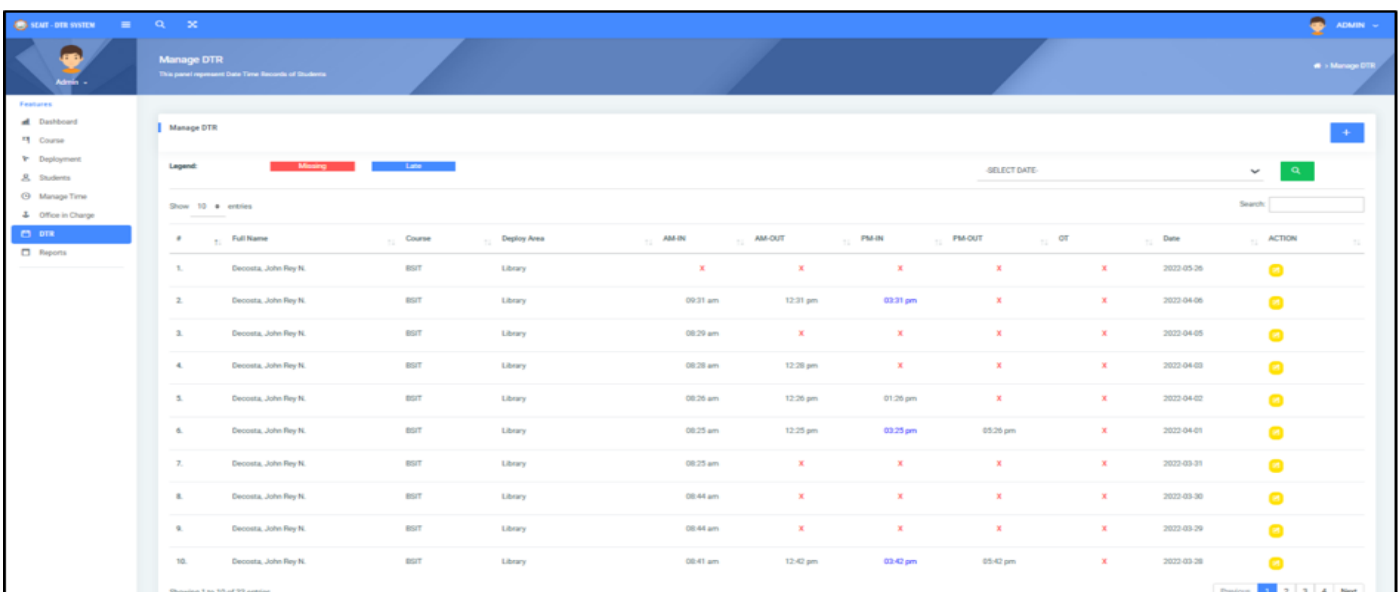 SEAIT - DTR SYSTEM
ADMIN
Manage DTR
This panel represent Date Time Records of Students
> Manage DTR
Admin
Features
Dashboard
Course
Deployment
Students
Manage Time
Office in Charge
DTR
Reports
Manage DTR
+
Legend: Missing Late
-SELECT DATE-
Show 10 entries
Search:
# Full Name Course Deploy Area AM-IN AM-OUT PM-IN PM-OUT OT Date ACTION
1. Decosta, John Rey N. BSIT Library X X X X X 2022-05-26
2. Decosta, John Rey N. BSIT Library 09:31 am 12:31 pm 03:31 pm X X 2022-04-06
3. Decosta, John Rey N. BSIT Library 08:29 am X X X X 2022-04-05
4. Decosta, John Rey N. BSIT Library 08:28 am 12:28 pm X X X 2022-04-03
5. Decosta, John Rey N. BSIT Library 08:26 am 12:26 pm 01:26 pm X X 2022-04-02
6. Decosta, John Rey N. BSIT Library 08:25 am 12:25 pm 03:25 pm 05:26 pm X 2022-04-01
7. Decosta, John Rey N. BSIT Library 08:25 am X X X X 2022-03-31
8. Decosta, John Rey N. BSIT Library 08:44 am X X X X 2022-03-30
9. Decosta, John Rey N. BSIT Library 08:44 am X X X X 2022-03-29
10. Decosta, John Rey N. BSIT Library 08:41 am 12:42 pm 03:42 pm 05:42 pm X 2022-03-28
Showing 1 to 10 of entries
Previous 1 2 3 4 Next